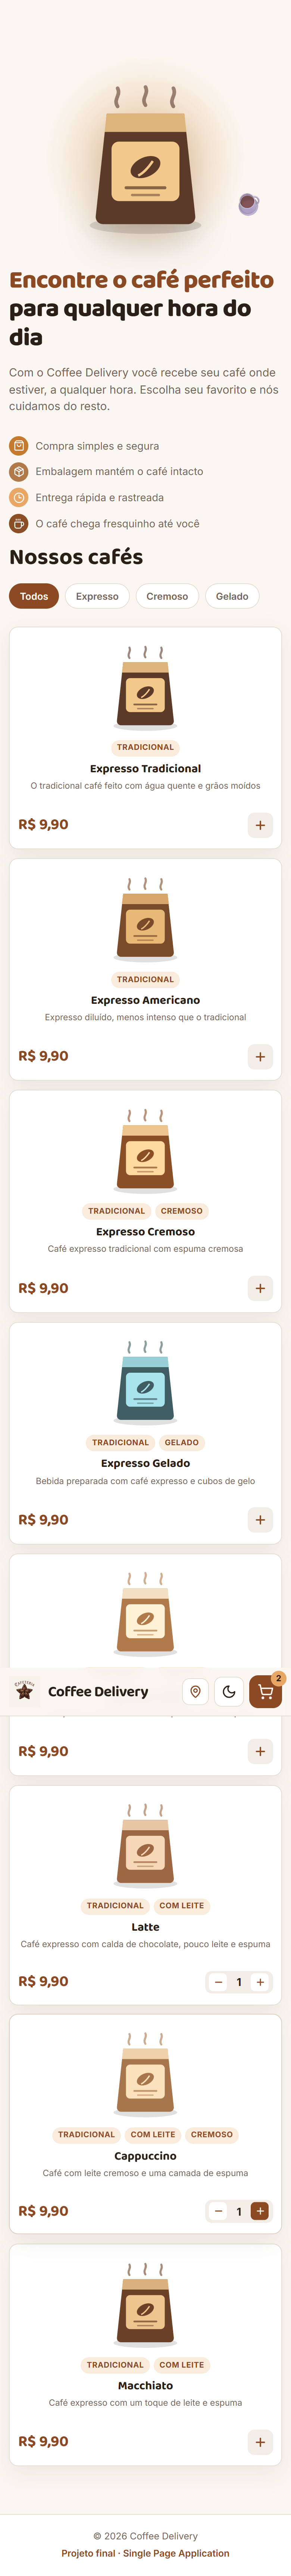 Encontre o café perfeito
para qualquer hora do
dia
Com o Coffee Delivery você recebe seu café onde
estiver, a qualquer hora. Escolha seu favorito e nós
cuidamos do resto.
Compra simples e segura
Embalagem mantém o café intacto
Entrega rápida e rastreada
O café chega fresquinho até você
Nossos cafés
Todos Expresso Cremoso Gelado
TRADICIONAL
Expresso Tradicional
O tradicional café feito com água quente e grãos moídos
R$ 9,90
TRADICIONAL
Expresso Americano
Expresso diluído, menos intenso que o tradicional
R$ 9,90
TRADICIONAL CREMOSO
Expresso Cremoso
Café expresso tradicional com espuma cremosa
R$ 9,90
TRADICIONAL GELADO
Expresso Gelado
Bebida preparada com café expresso e cubos de gelo
R$ 9,90
Coffee Delivery 2
R$ 9,90
TRADICIONAL COM LEITE
Latte
Café expresso com calda de chocolate, pouco leite e espuma
R$ 9,90 − 1 +
TRADICIONAL COM LEITE CREMOSO
Cappuccino
Café com leite cremoso e uma camada de espuma
R$ 9,90 − 1 +
TRADICIONAL COM LEITE
Macchiato
Café expresso com um toque de leite e espuma
R$ 9,90
© 2026 Coffee Delivery
Projeto final · Single Page Application